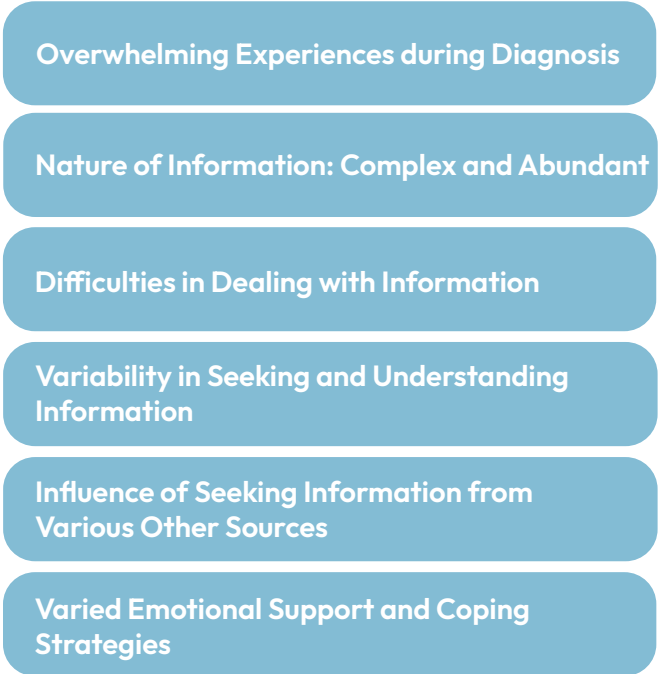 Overwhelming Experiences during Diagnosis
Nature of Information: Complex and Abundant
Difficulties in Dealing with Information
Variability in Seeking and Understanding
Information
Influence of Seeking Information from
Various Other Sources
Varied Emotional Support and Coping
Strategies